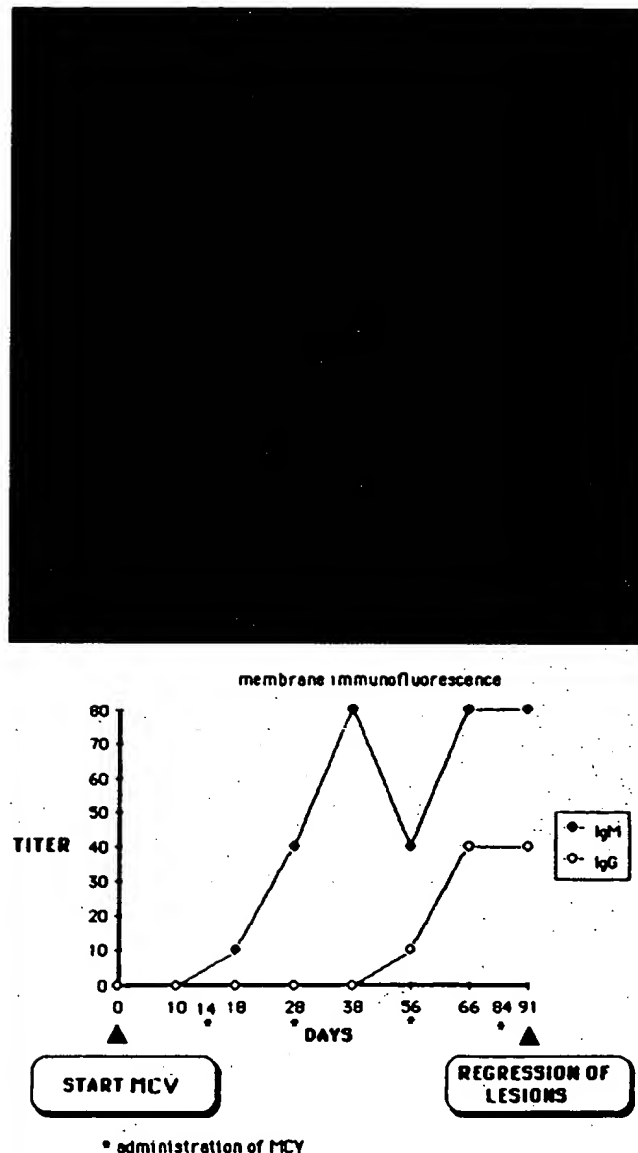 membrane immunofluorescence
80
70
60
50
TITER 40
30
20
10
0
IgM
IgG
0 10 14 18 28 38 56 66 84 91
* * * *
DAYS
START MCV
REGRESSION OF
LESIONS
* administration of MCV